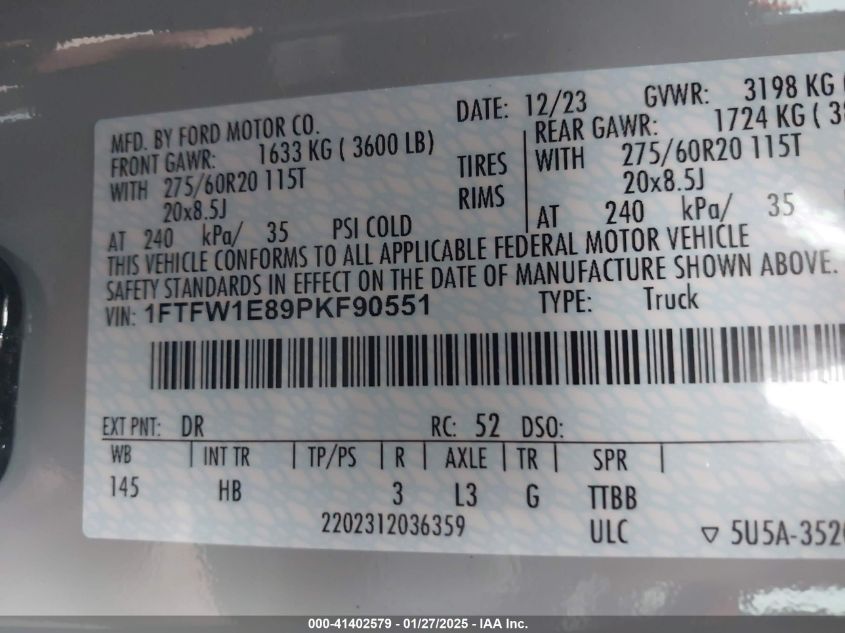 MFD. BY FORD MOTOR CO.
DATE: 12/23 GVWR: 3198 KG (
FRONT GAWR: 1633 KG ( 3600 LB)
REAR GAWR: 1724 KG ( 38
WITH 275/60R20 115T TIRES WITH 275/60R20 115T
20x8.5J RIMS 20x8.5J
AT 240 kPa/ 35 PSI COLD AT 240 kPa/ 35
THIS VEHICLE CONFORMS TO ALL APPLICABLE FEDERAL MOTOR VEHICLE
SAFETY STANDARDS IN EFFECT ON THE DATE OF MANUFACTURE SHOWN ABOVE.
VIN: 1FTFW1E89PKF90551 TYPE: Truck
EXT PNT: DR RC: 52 DSO:
WB INT TR TP/PS R AXLE TR SPR
145 HB 3 L3 G TTBB
2202312036359 ULC ▽ 5U5A-3520
000-41402579 - 01/27/2025 - IAA Inc.